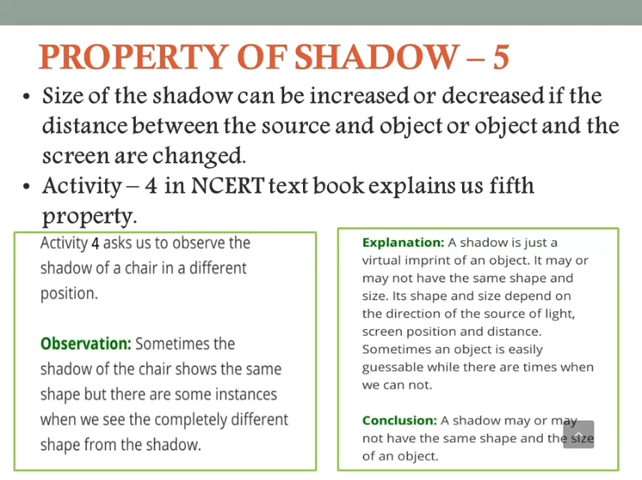 PROPERTY OF SHADOW – 5
• Size of the shadow can be increased or decreased if the
distance between the source and object or object and the
screen are changed.
• Activity – 4 in NCERT text book explains us fifth
property.
Activity 4 asks us to observe the
shadow of a chair in a different
position.
Observation: Sometimes the
shadow of the chair shows the same
shape but there are some instances
when we see the completely different
shape from the shadow.
Explanation: A shadow is just a
virtual imprint of an object. It may or
may not have the same shape and
size. Its shape and size depend on
the direction of the source of light,
screen position and distance.
Sometimes an object is easily
guessable while there are times when
we can not.
Conclusion: A shadow may or may
not have the same shape and the size
of an object.